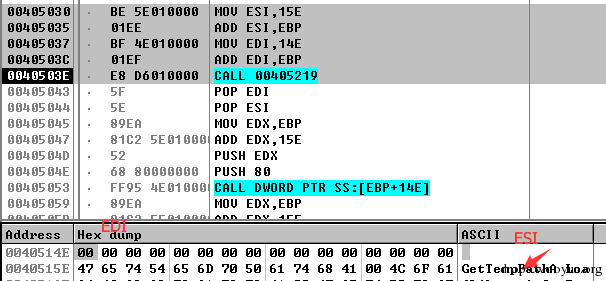 00405030 · BE 5E010000 MOV ESI,15E
00405035 · 01EE ADD ESI,EBP
00405037 · BF 4E010000 MOV EDI,14E
0040503C · 01EF ADD EDI,EBP
0040503E · E8 D6010000 CALL 00405219
00405043 · 5F POP EDI
00405044 · 5E POP ESI
00405045 · 89EA MOV EDX,EBP
00405047 · 81C2 5E010000 ADD EDX,15E
0040504D · 52 PUSH EDX
0040504E · 68 80000000 PUSH 80
00405053 · FF95 4E010000 CALL DWORD PTR SS:[EBP+14E]
00405059 · 89EA MOV EDX,EBP
EDI
ESI
Address Hex dump ASCII
0040514E 00 00 00 00 00 00 00 00 00 00 00 00 00 00 00 00
0040515E 47 65 74 54 65 6D 70 50 61 74 68 41 00 4C 6F 61 GetTempPathA Loa